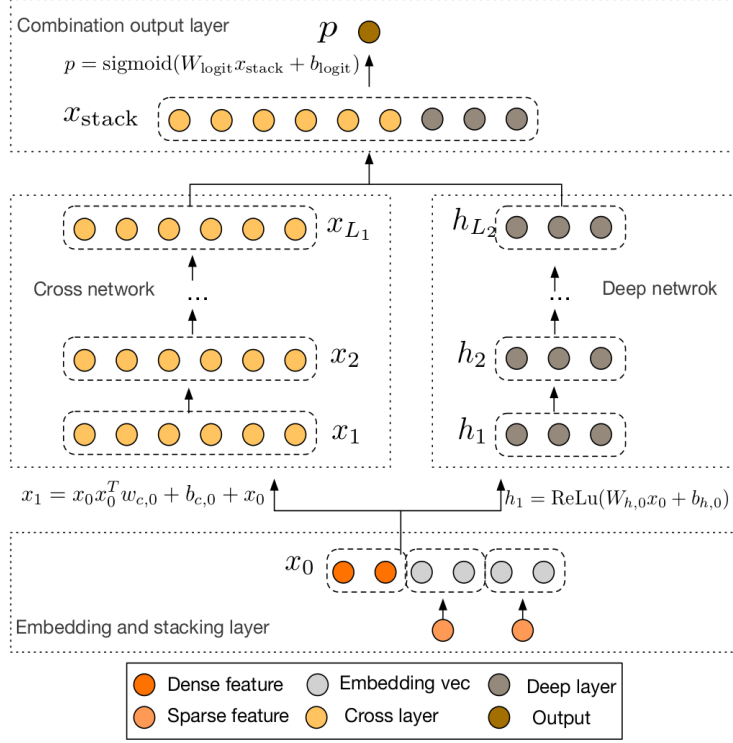 Combination output layer
p
p = sigmoid(W_logit x_stack + b_logit)
x_stack
x_{L_1}
h_{L_2}
Cross network
...
...
Deep netwrok
x_2
h_2
x_1
h_1
x_1 = x_0 x_0^T w_{c,0} + b_{c,0} + x_0
h_1 = ReLu(W_{h,0} x_0 + b_{h,0})
x_0
Embedding and stacking layer
Dense feature
Embedding vec
Deep layer
Sparse feature
Cross layer
Output